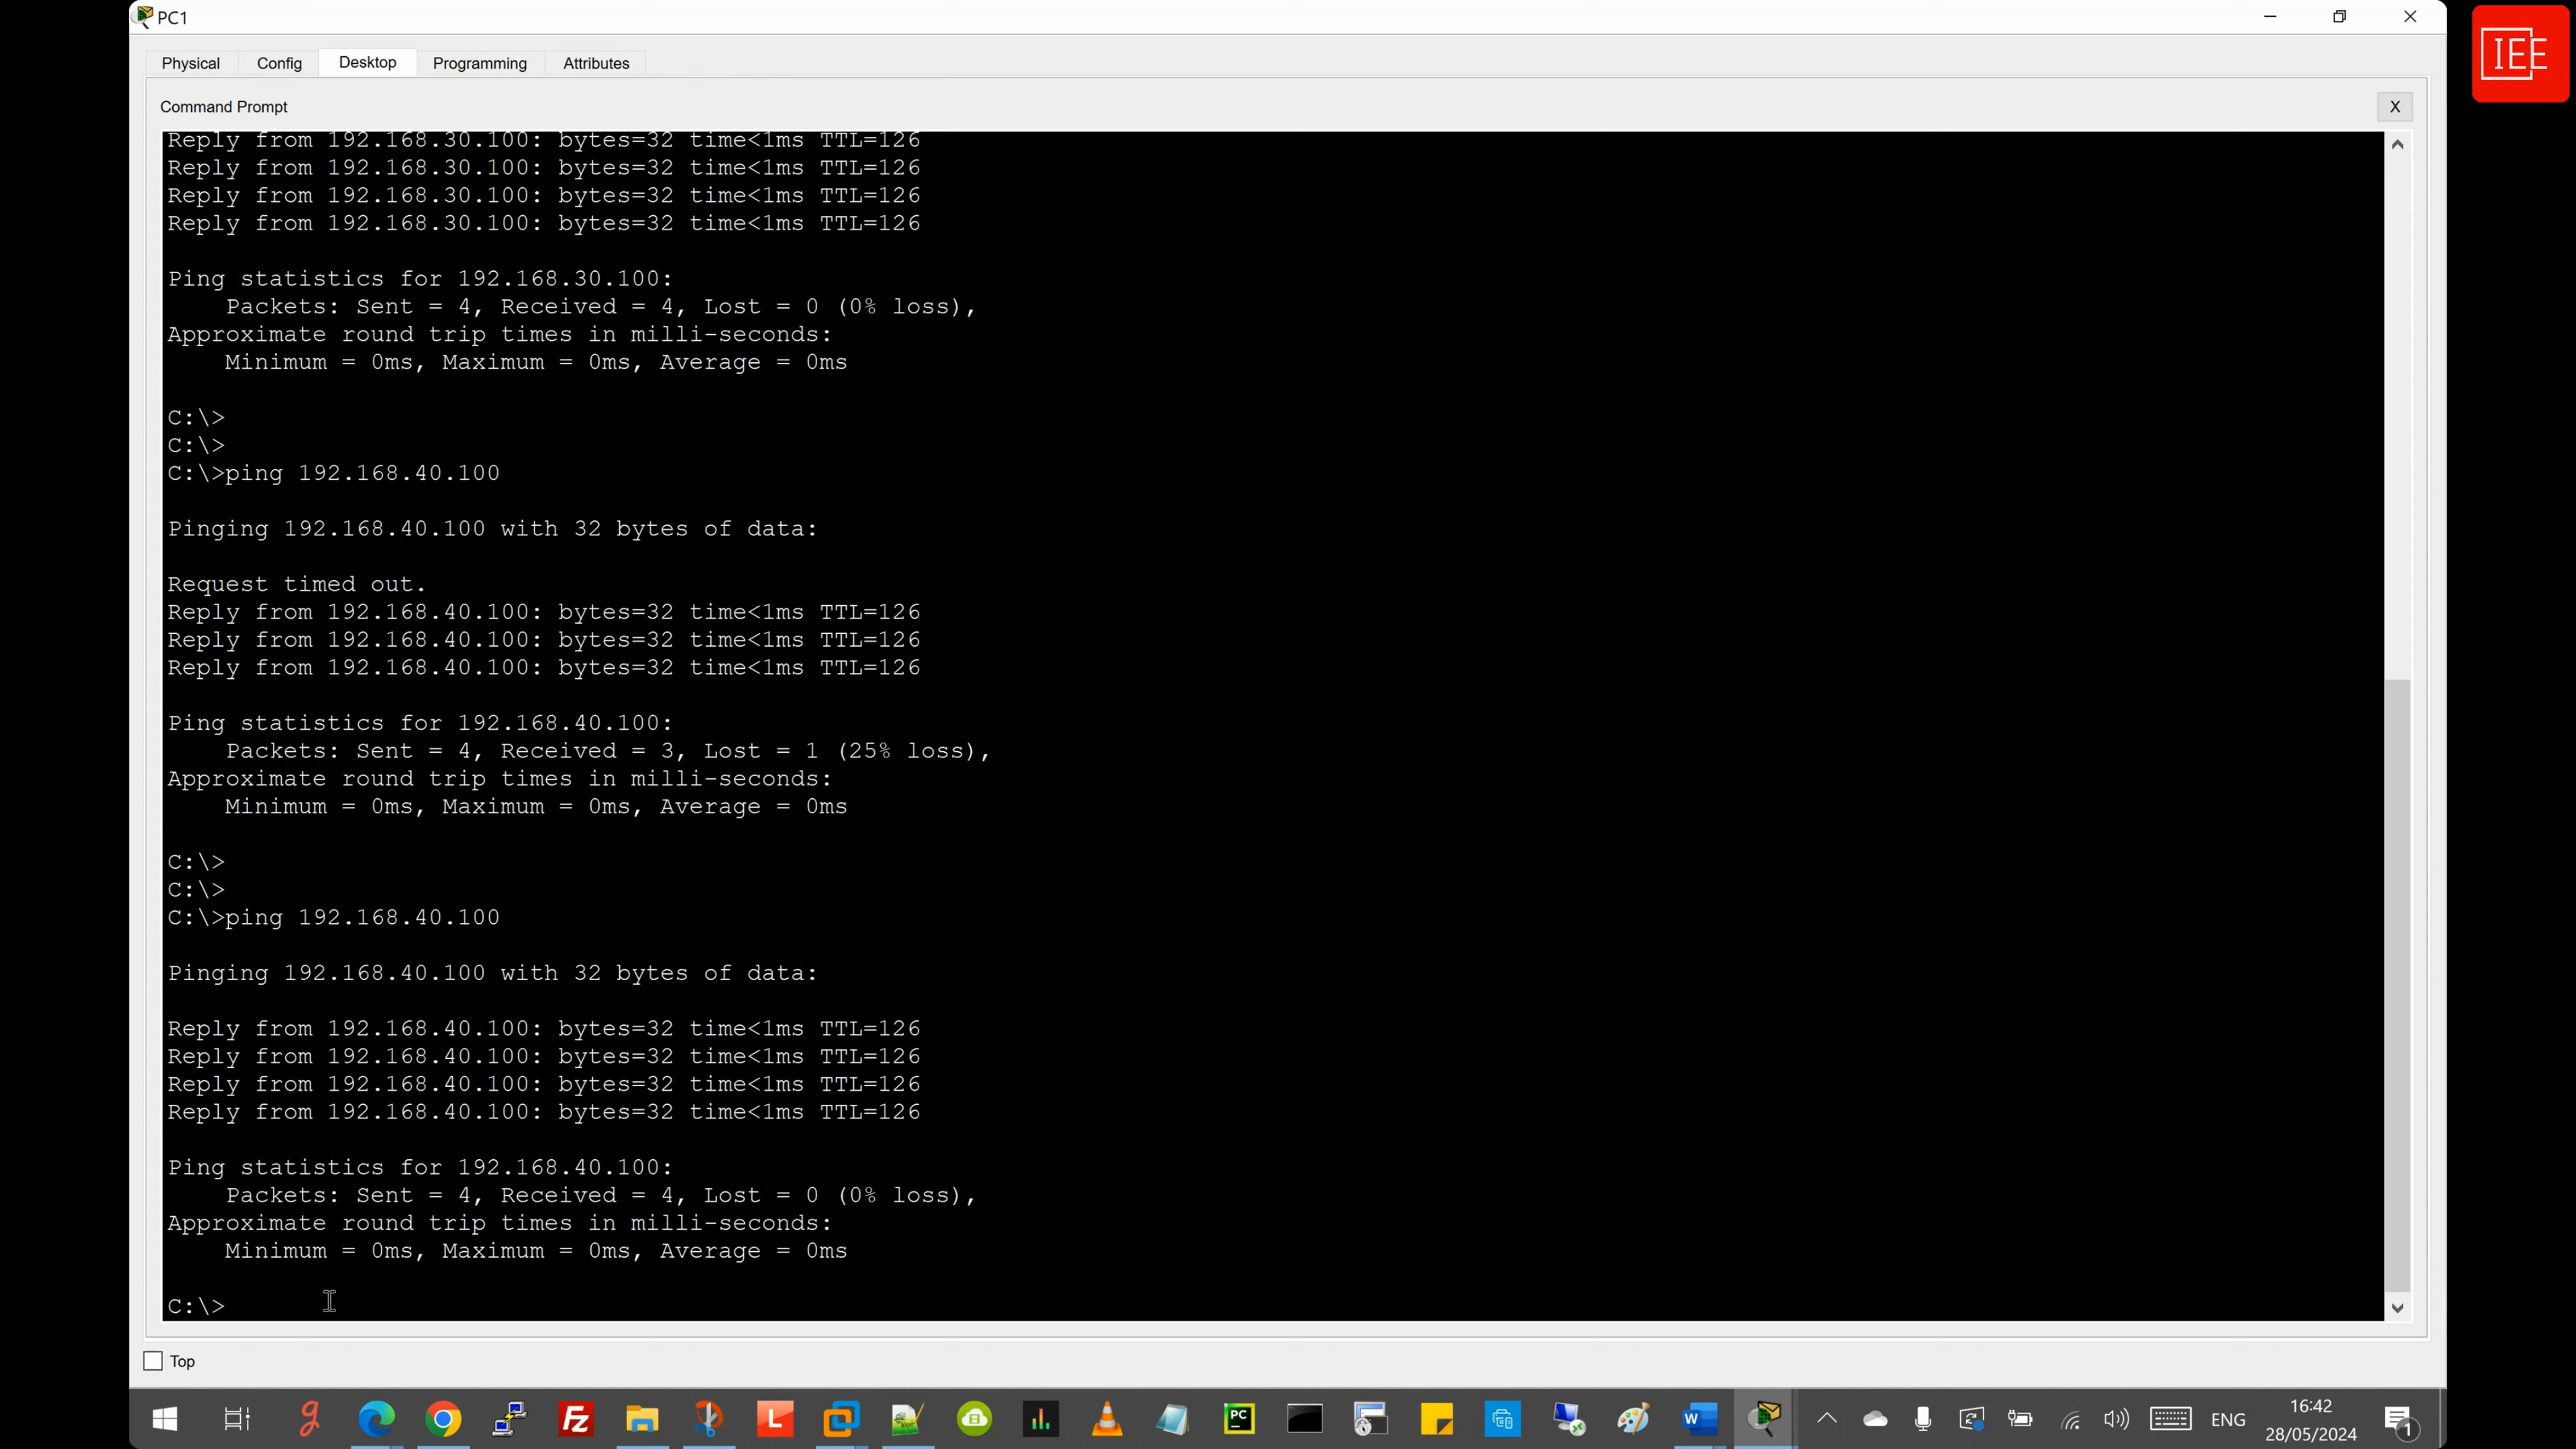 PC1
IEE
Physical Config Desktop Programming Attributes
Command Prompt
X
Reply from 192.168.30.100: bytes=32 time<1ms TTL=126
Reply from 192.168.30.100: bytes=32 time<1ms TTL=126
Reply from 192.168.30.100: bytes=32 time<1ms TTL=126
Reply from 192.168.30.100: bytes=32 time<1ms TTL=126
Ping statistics for 192.168.30.100:
Packets: Sent = 4, Received = 4, Lost = 0 (0% loss),
Approximate round trip times in milli-seconds:
Minimum = 0ms, Maximum = 0ms, Average = 0ms
C:\>
C:\>
C:\>ping 192.168.40.100
Pinging 192.168.40.100 with 32 bytes of data:
Request timed out.
Reply from 192.168.40.100: bytes=32 time<1ms TTL=126
Reply from 192.168.40.100: bytes=32 time<1ms TTL=126
Reply from 192.168.40.100: bytes=32 time<1ms TTL=126
Ping statistics for 192.168.40.100:
Packets: Sent = 4, Received = 3, Lost = 1 (25% loss),
Approximate round trip times in milli-seconds:
Minimum = 0ms, Maximum = 0ms, Average = 0ms
C:\>
C:\>
C:\>ping 192.168.40.100
Pinging 192.168.40.100 with 32 bytes of data:
Reply from 192.168.40.100: bytes=32 time<1ms TTL=126
Reply from 192.168.40.100: bytes=32 time<1ms TTL=126
Reply from 192.168.40.100: bytes=32 time<1ms TTL=126
Reply from 192.168.40.100: bytes=32 time<1ms TTL=126
Ping statistics for 192.168.40.100:
Packets: Sent = 4, Received = 4, Lost = 0 (0% loss),
Approximate round trip times in milli-seconds:
Minimum = 0ms, Maximum = 0ms, Average = 0ms
C:\>
Top
g Fz L PC W ENG 16:42
28/05/2024
1